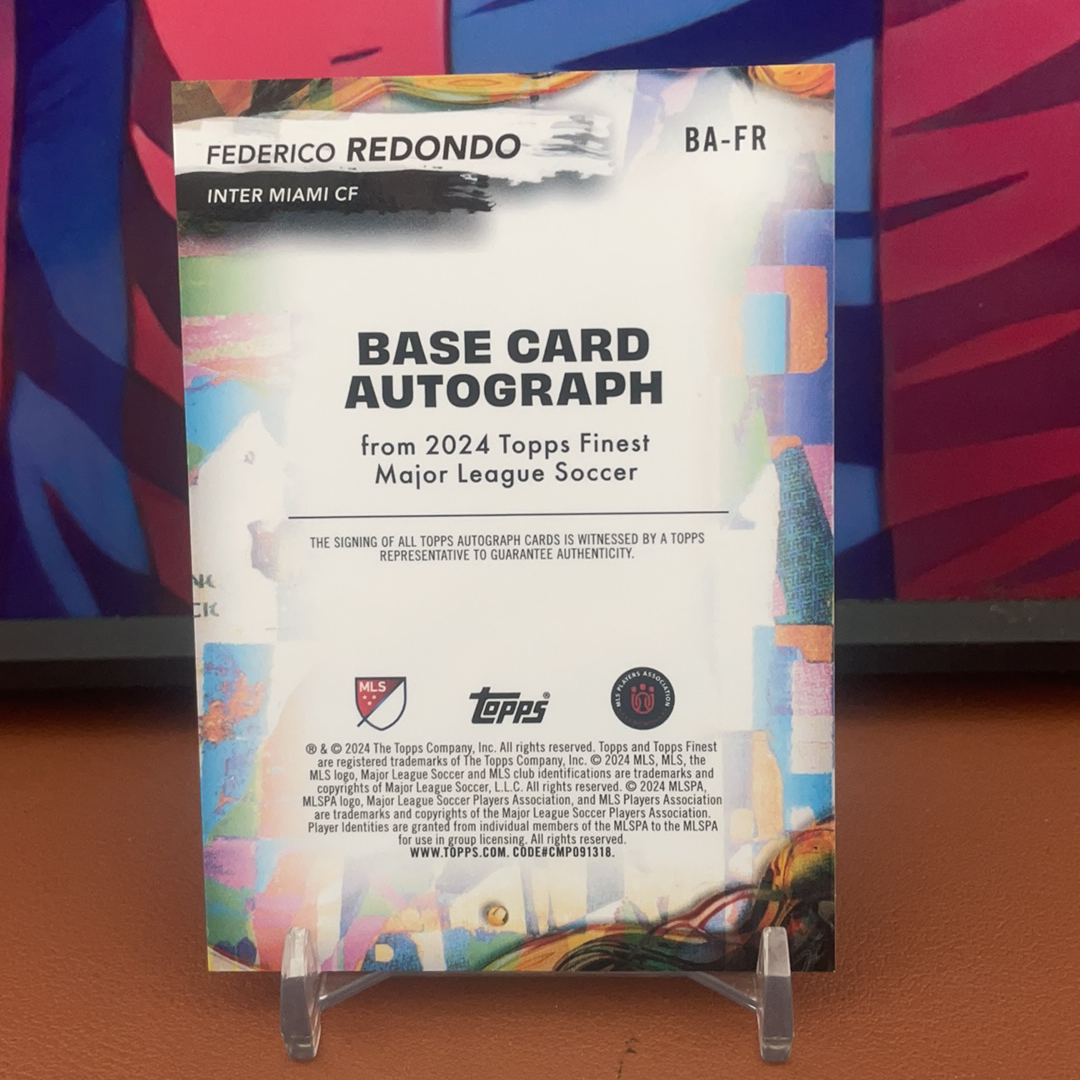 FEDERICO REDONDO
BA-FR
INTER MIAMI CF
BASE CARD
AUTOGRAPH
from 2024 Topps Finest
Major League Soccer
THE SIGNING OF ALL TOPPS AUTOGRAPH CARDS IS WITNESSED BY A TOPPS
REPRESENTATIVE TO GUARANTEE AUTHENTICITY.
MLS
topps®
MLS PLAYERS ASSOCIATION
® & © 2024 The Topps Company, Inc. All rights reserved. Topps and Topps Finest
are registered trademarks of The Topps Company, Inc. © 2024 MLS, MLS, the
MLS logo, Major League Soccer and MLS club identifications are trademarks and
copyrights of Major League Soccer, L.L.C. All rights reserved. © 2024 MLSPA,
MLSPA logo, Major League Soccer Players Association, and MLS Players Association
are trademarks and copyrights of the Major League Soccer Players Association.
Player Identities are granted from individual members of the MLSPA to the MLSPA
for use in group licensing. All rights reserved.
WWW.TOPPS.COM. CODE#CMP091318.